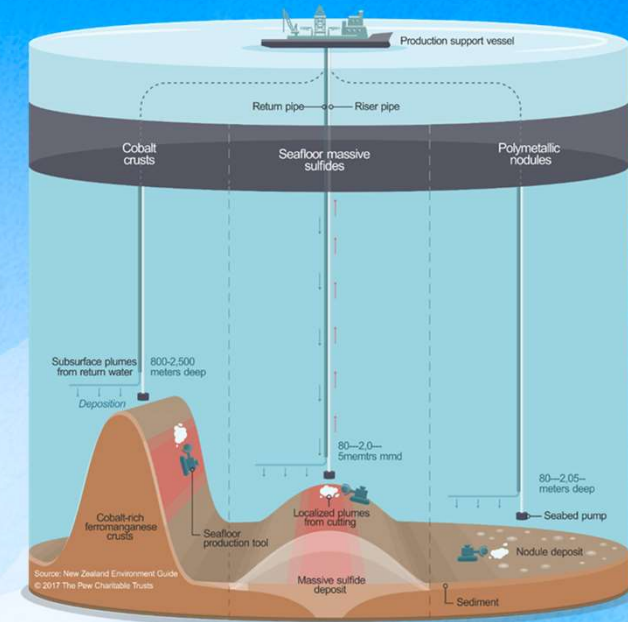 Production support vessel
Return pipe
Riser pipe
Cobalt
crusts
Seafloor massive
sulfides
Polymetallic
nodules
Subsurface plumes
from return water
800-2,500
meters deep
Deposition
80—2,0—
5memtrs mmd
80—2,05–
meters deep
Localized plumes
from cutting
Seabed pump
Cobalt-rich
ferromanganese
crusts
Seafloor
production tool
Nodule deposit
Massive sulfide
deposit
Sediment
Source: New Zealand Environment Guide
© 2017 The Pew Charitable Trusts